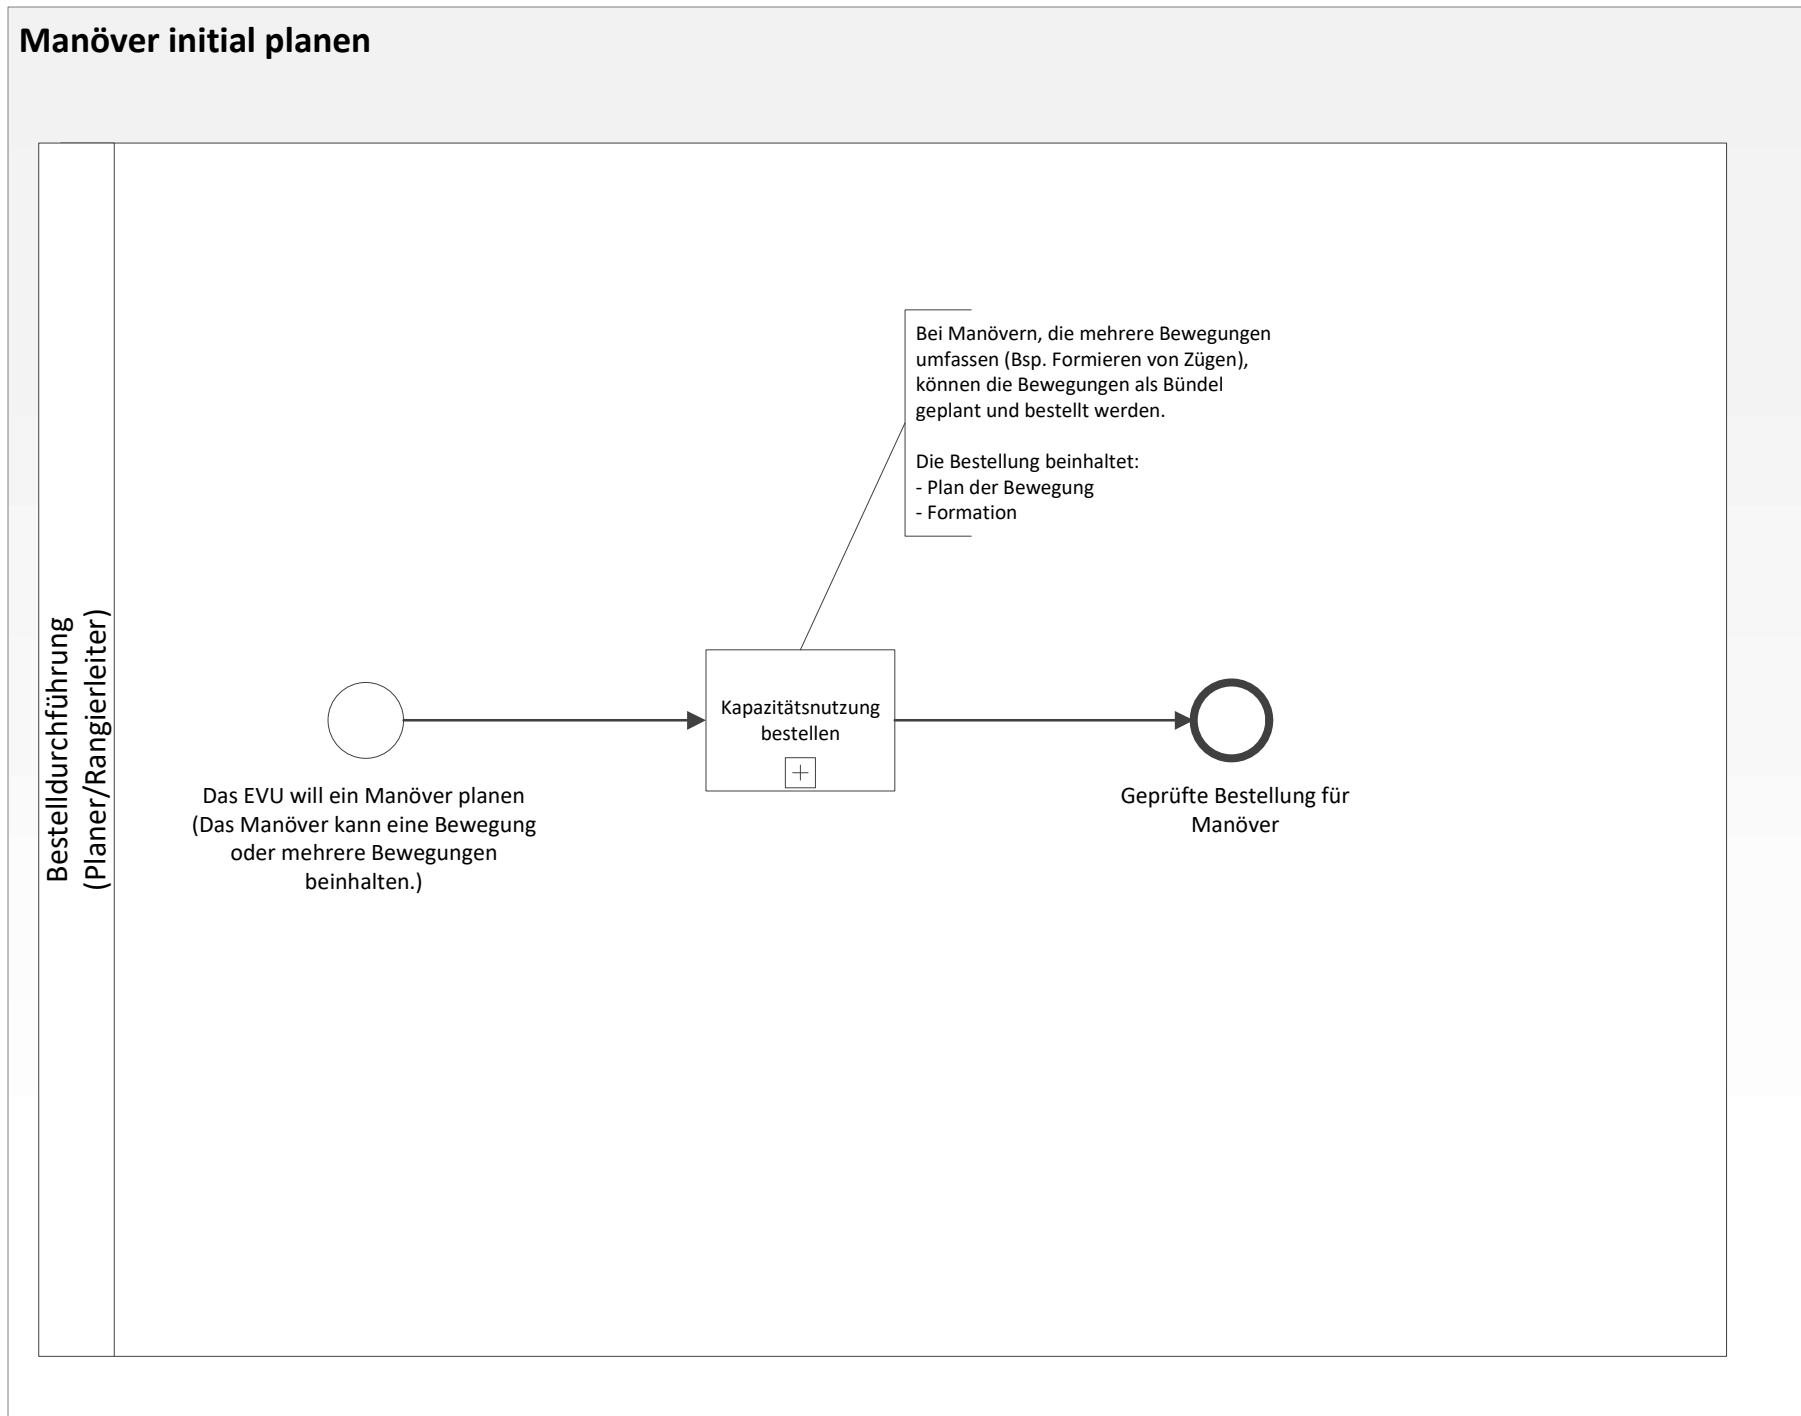 Manöver initial planen
Bestelldurchführung
(Planer/Rangierleiter)
Bei Manövern, die mehrere Bewegungen
umfassen (Bsp. Formieren von Zügen),
können die Bewegungen als Bündel
geplant und bestellt werden.
Die Bestellung beinhaltet:
- Plan der Bewegung
- Formation
Das EVU will ein Manöver planen
(Das Manöver kann eine Bewegung
oder mehrere Bewegungen
beinhalten.)
Kapazitätsnutzung
bestellen
Geprüfte Bestellung für
Manöver